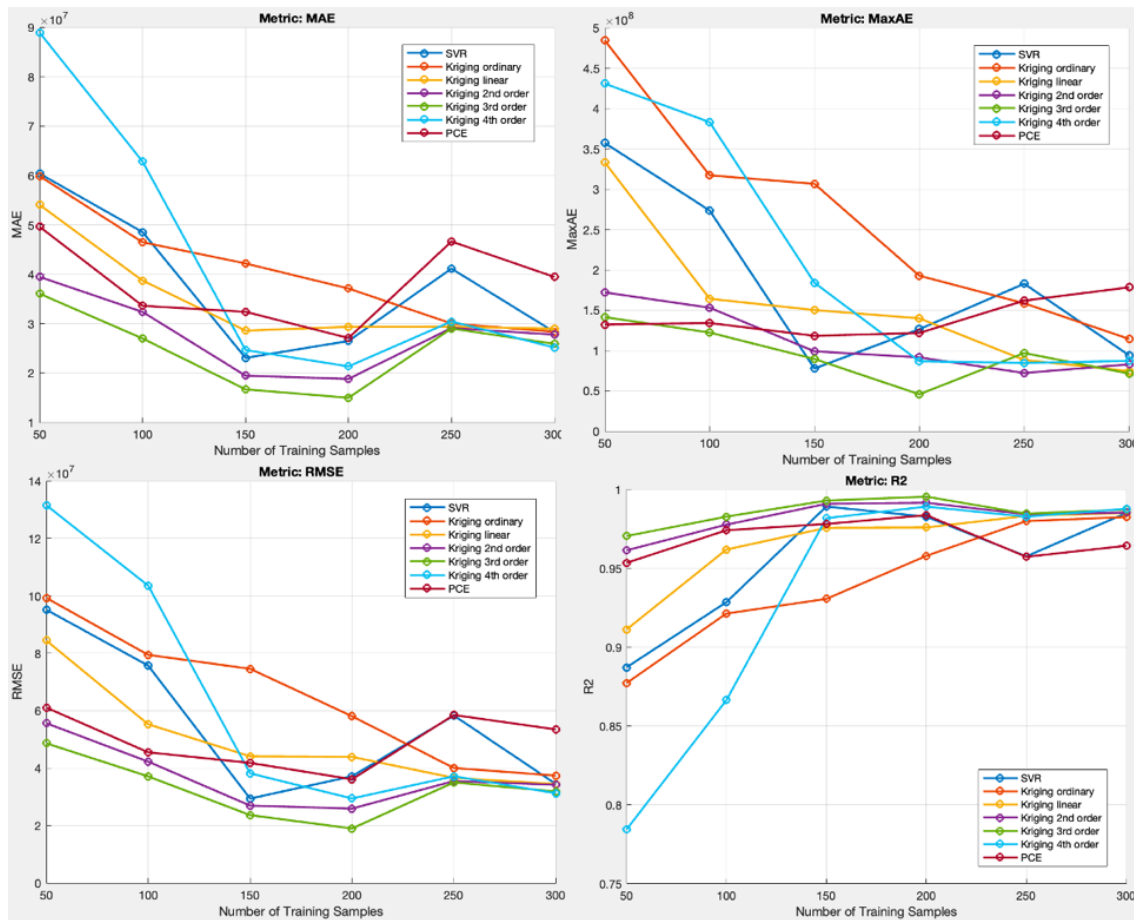 Metric: MAE
×10⁷
9
8
7
6
5
4
3
2
1
MAE
50 100 150 200 250 300
Number of Training Samples
SVR
Kriging ordinary
Kriging linear
Kriging 2nd order
Kriging 3rd order
Kriging 4th order
PCE
Metric: MaxAE
×10⁸
5
4.5
4
3.5
3
2.5
2
1.5
1
0.5
0
MaxAE
50 100 150 200 250 300
Number of Training Samples
SVR
Kriging ordinary
Kriging linear
Kriging 2nd order
Kriging 3rd order
Kriging 4th order
PCE
Metric: RMSE
×10⁷
14
12
10
8
6
4
2
0
RMSE
50 100 150 200 250 300
Number of Training Samples
SVR
Kriging ordinary
Kriging linear
Kriging 2nd order
Kriging 3rd order
Kriging 4th order
PCE
Metric: R2
1
0.95
0.9
0.85
0.8
0.75
R2
50 100 150 200 250 300
Number of Training Samples
SVR
Kriging ordinary
Kriging linear
Kriging 2nd order
Kriging 3rd order
Kriging 4th order
PCE